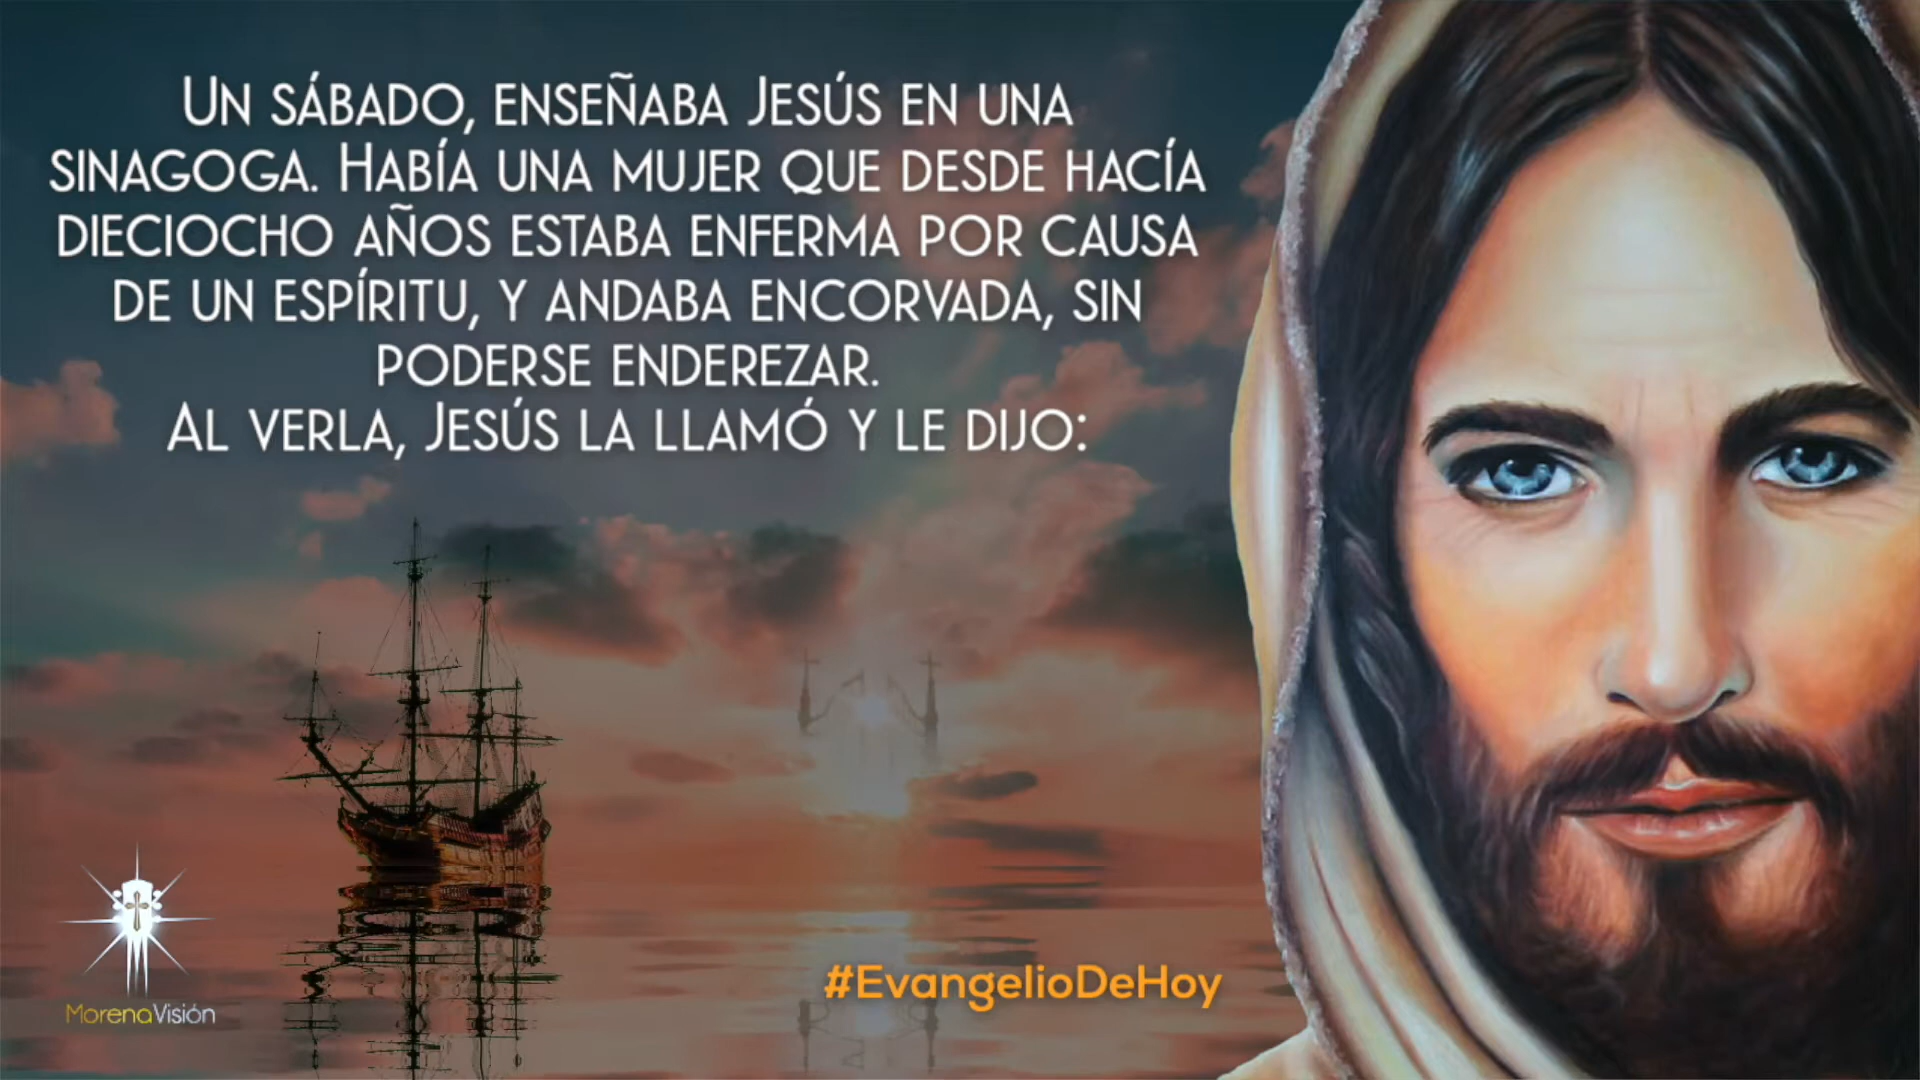 Un sábado, enseñaba Jesús en una
sinagoga. Había una mujer que desde hacía
dieciocho años estaba enferma por causa
de un espíritu, y andaba encorvada, sin
poderse enderezar.
Al verla, Jesús la llamó y le dijo:
#EvangelioDeHoy
MorenaVisión